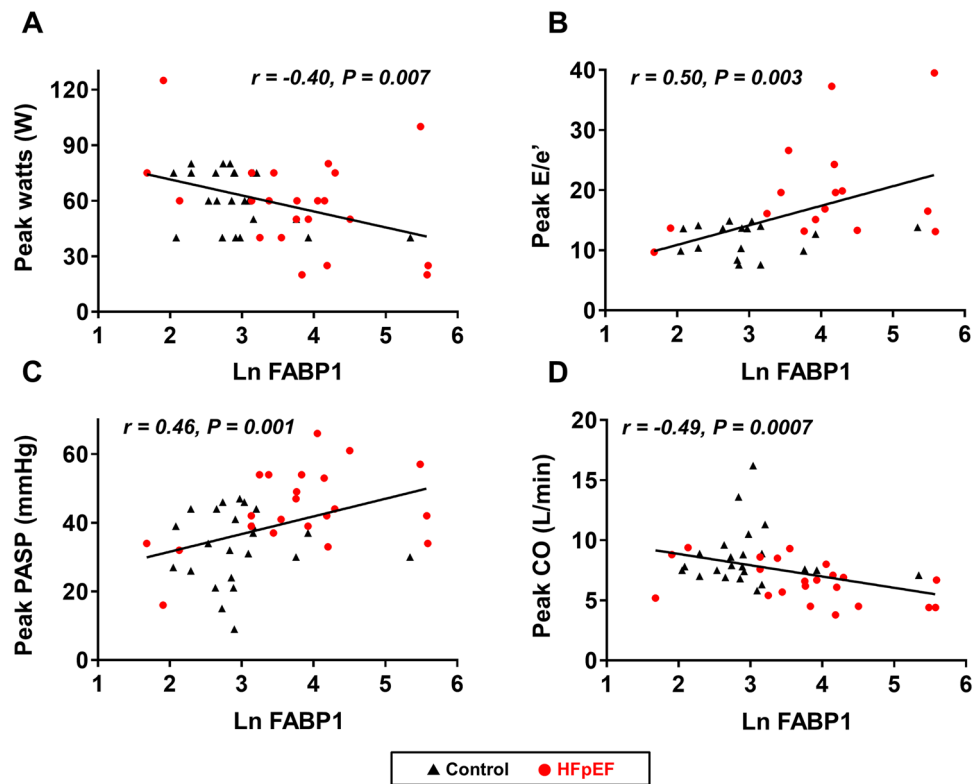 A
r = -0.40, P = 0.007
Peak watts (W)
120
90
60
30
0
1 2 3 4 5 6
Ln FABP1
B
r = 0.50, P = 0.003
Peak E/e'
40
30
20
10
0
1 2 3 4 5 6
Ln FABP1
C
r = 0.46, P = 0.001
Peak PASP (mmHg)
60
40
20
0
1 2 3 4 5 6
Ln FABP1
D
r = -0.49, P = 0.0007
Peak CO (L/min)
20
15
10
5
0
1 2 3 4 5 6
Ln FABP1
Control HFpEF